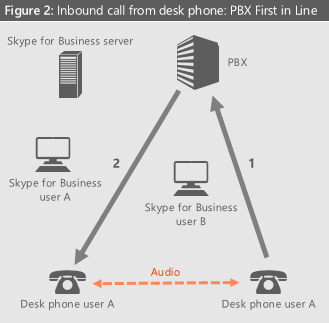 Figure 2: Inbound call from desk phone: PBX First in Line
Skype for Business server
PBX
2
1
Skype for Business
user A
Skype for Business
user B
Audio
Desk phone user A
Desk phone user A